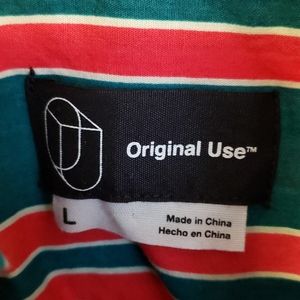 Original Use™
L
Made in China
Hecho en China